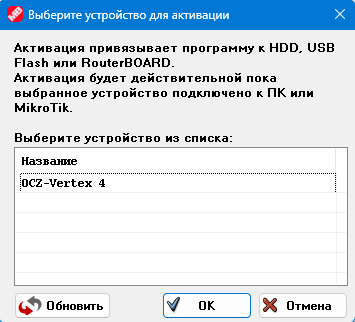 Выберите устройство для активации
Активация привязывает программу к HDD, USB
Flash или RouterBOARD.
Активация будет действительной пока
выбранное устройство подключено к ПК или
MikroTik.
Выберите устройство из списка:
Название
OCZ-Vertex 4
Обновить
OK
Отмена